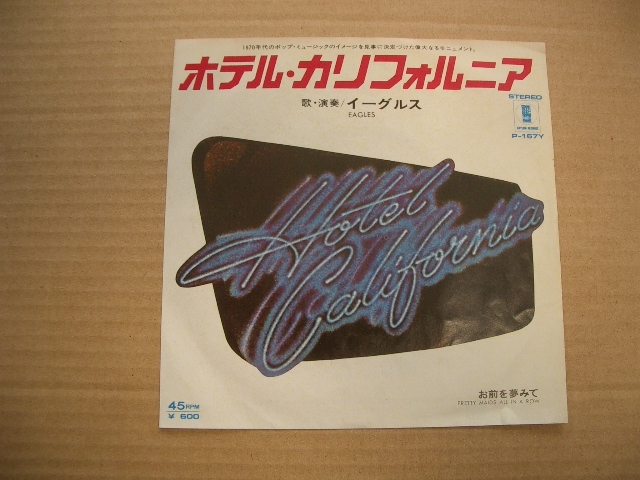 1970年代のポップ・ミュージックのイメージを見事に決定づけた偉大なるモニュメント。
ホテル・カリフォルニア
歌・演奏/イーグルス
EAGLES
STEREO
P-167Y
Hotel
California
お前を夢みて
PRETTY MAIDS ALL IN A ROW
45RPM
¥ 600